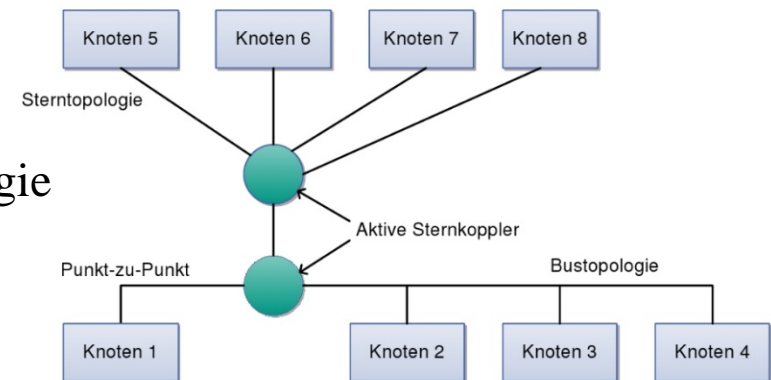 Knoten 5
Knoten 6
Knoten 7
Knoten 8
Sterntopologie
gie
Aktive Sternkoppler
Punkt-zu-Punkt
Bustopologie
Knoten 1
Knoten 2
Knoten 3
Knoten 4